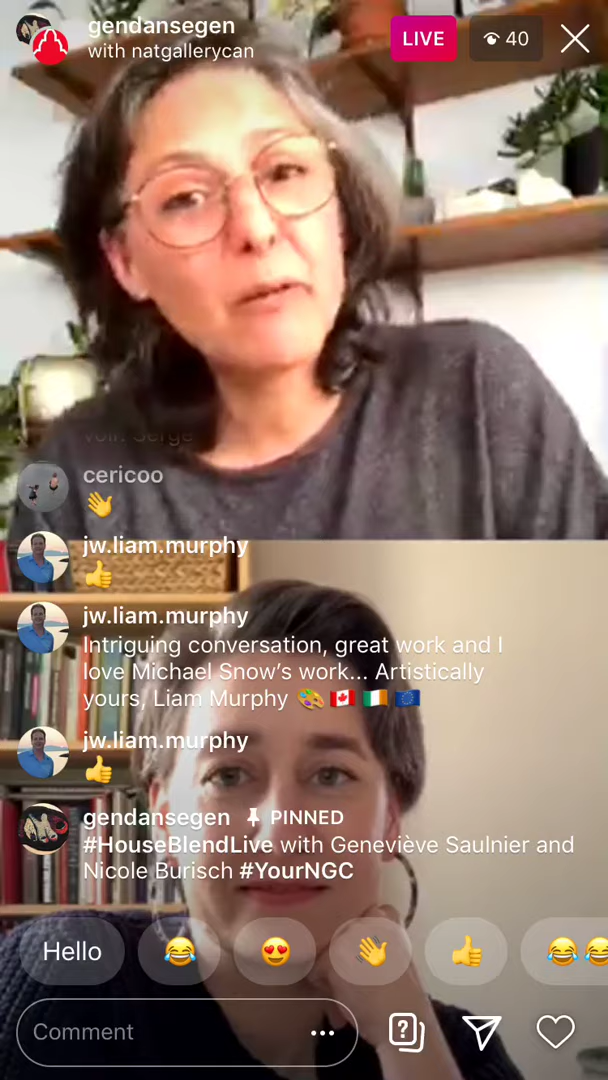 gendansegen
with natgallerycan
LIVE
40
voir. Serge
cericoo
👋
jw.liam.murphy
👍
jw.liam.murphy
Intriguing conversation, great work and I
love Michael Snow’s work... Artistically
yours, Liam Murphy 🎨 🇨🇦 🇮🇪 🇪🇺
jw.liam.murphy
👍
gendansegen 📌 PINNED
#HouseBlendLive with Geneviève Saulnier and
Nicole Burisch #YourNGC
Hello 😂 😍 👋 👍 😂😂
Comment ...